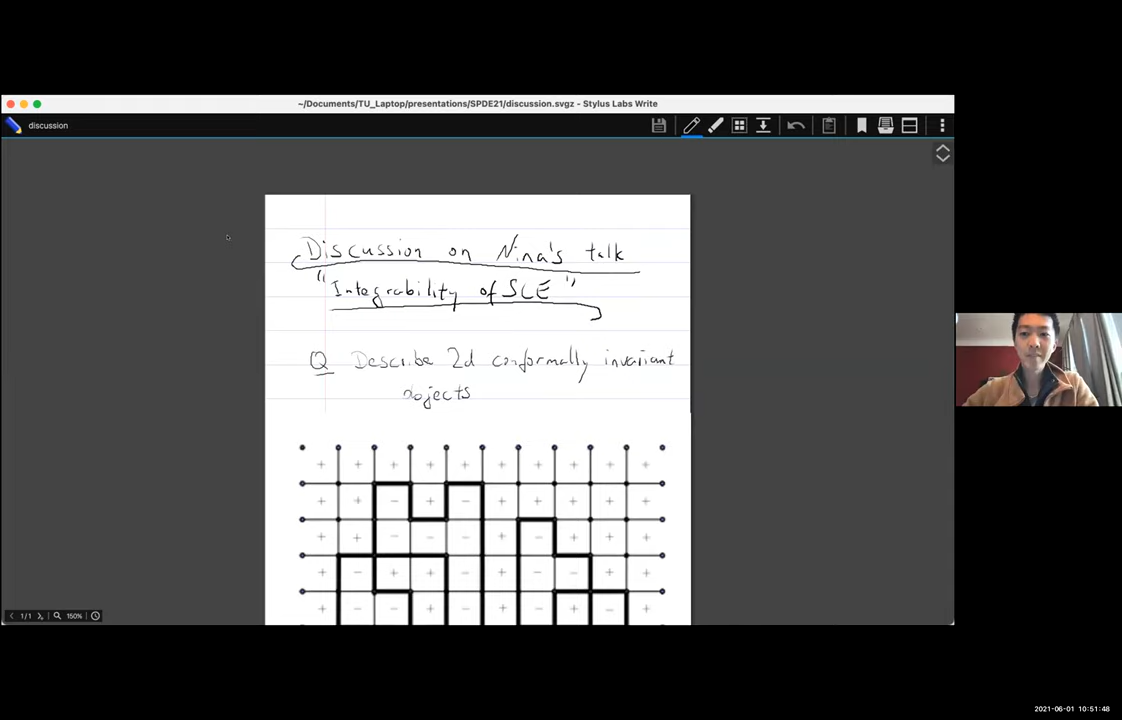 ~/Documents/TU_Laptop/presentations/SPDE21/discussion.svgz - Stylus Labs Write
discussion
Discussion on Nina's talk
"Integrability of SLE"
Q Describe 2d conformally invariant
objects
+ + + + + + + + + +
+ + - + - + + + + +
+ + - - - + - + + +
+ - + + - + - - + +
+ - - + - + - + - +
1/1 150%
2021-06-01 10:51:48